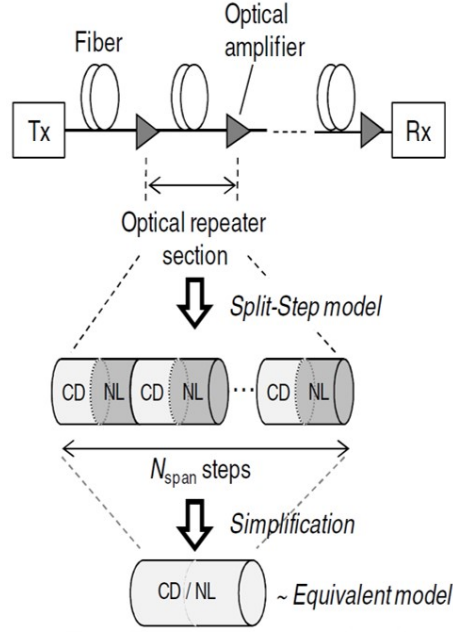 Fiber
Optical
amplifier
Tx
Rx
Optical repeater
section
Split-Step model
CD NL CD NL ··· CD NL
Nspan steps
Simplification
CD / NL
~ Equivalent model